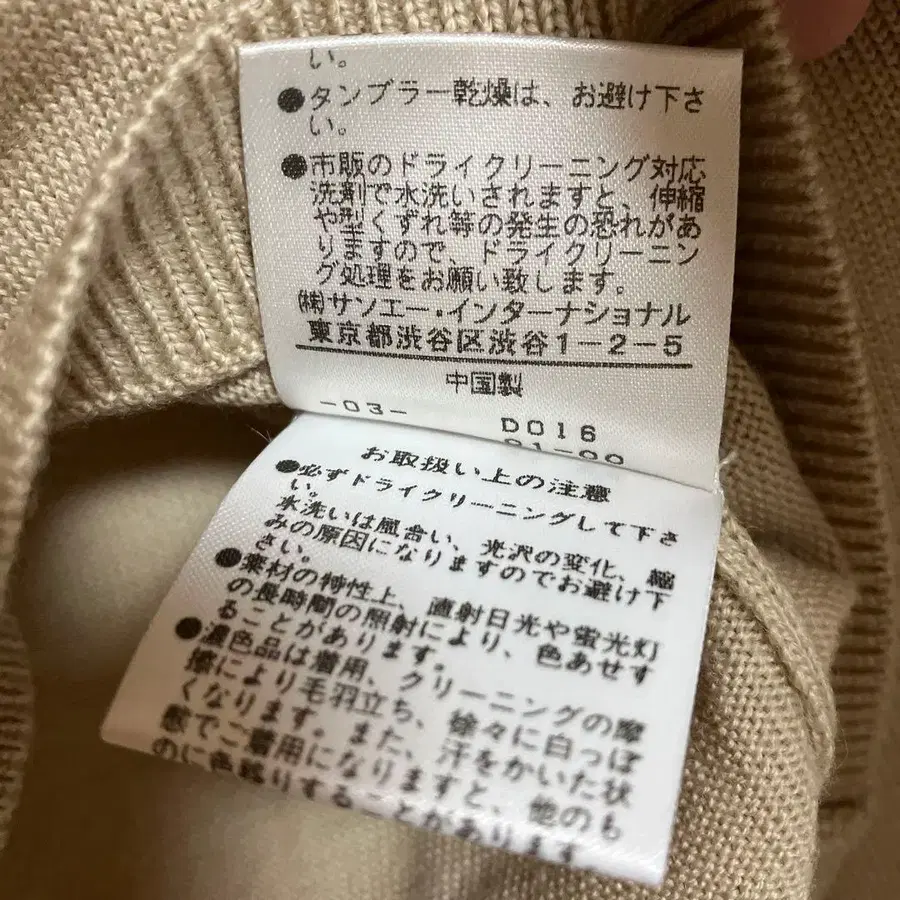 い。
●タンブラー乾燥は、お避け下さ
い。
●市販のドライクリーニング対応
洗剤で水洗いされますと、伸縮
や型くずれ等の発生の恐れがあ
りますので、ドライクリーニン
グ処理をお願い致します。
(株)サンエー・インターナショナル
東京都渋谷区渋谷1-2-5
中国製
-03-
D016
お取扱い上の注意
●必ずドライクリーニングして下さ
い。
水洗いは風合い、光沢の変化、縮
みの原因になりますのでお避け下
さい。
●素材の特性上、直射日光や蛍光灯
の長時間の照射により、色あせす
ることがあります。
●濃色品は着用、クリーニングの摩
擦により毛羽立ち、徐々に白っぽ
くなります。また、汗をかいた状
態でご着用になりますと、他のも
のに色移りすることがあります。